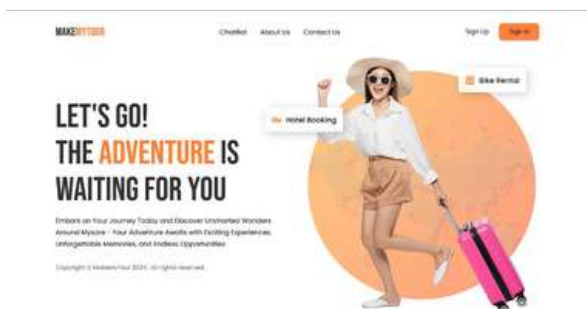 MAKEMYTOUR
ChatBot About Us Contact Us
Sign Up Sign In
Bike Rental
Hotel Booking
LET'S GO!
THE ADVENTURE IS
WAITING FOR YOU
Embark on Your Journey Today and Discover Uncharted Wonders
Around Mysore - Your Adventure Awaits with Exciting Experiences,
Unforgettable Memories, and Endless Opportunities
Copyright © MakeMyTour 2024. All rights reserved.